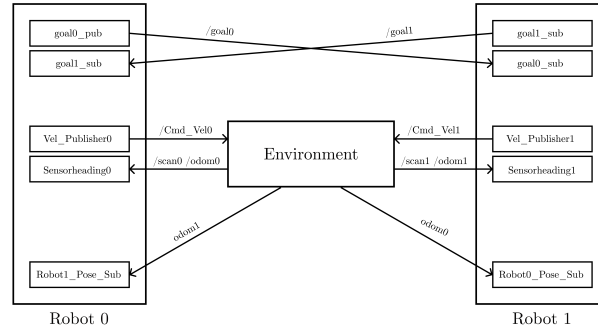 goal0_pub
/goal0
/goal1
goal1_sub
goal1_sub
goal0_sub
Vel_Publisher0
/Cmd_Vel0
Environment
/Cmd_Vel1
Vel_Publisher1
Sensorheading0
/scan0 /odom0
/scan1 /odom1
Sensorheading1
odom1
odom0
Robot1_Pose_Sub
Robot0_Pose_Sub
Robot 0
Robot 1